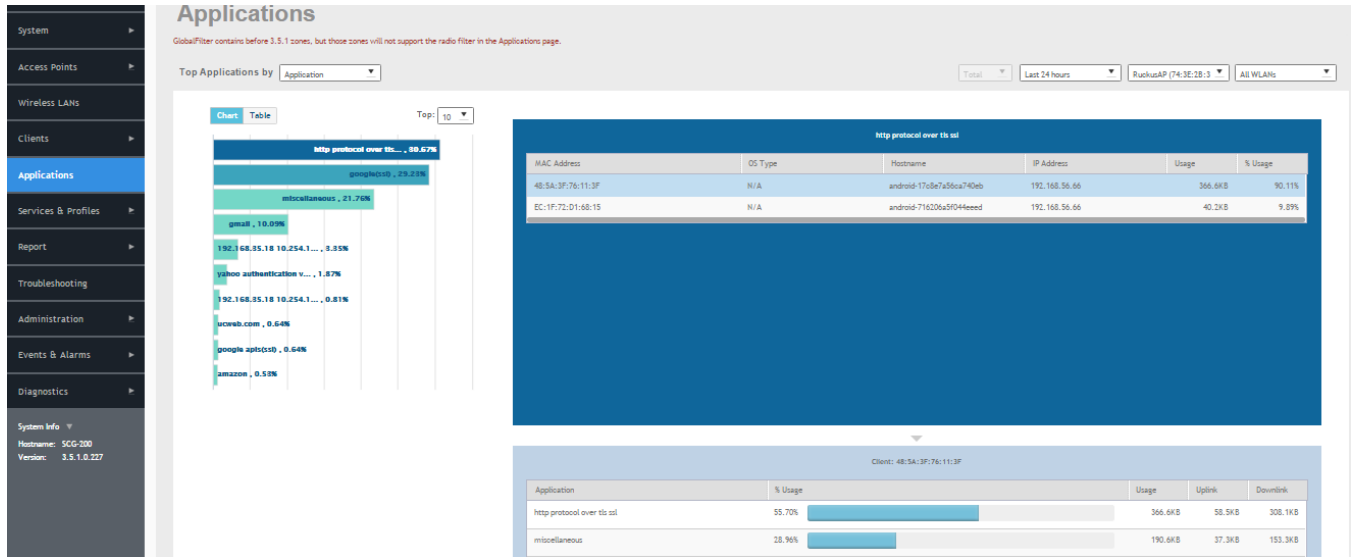 Applications
GlobalFilter contains before 3.5.1 zones, but those zones will not support the radio filter in the Applications page.
System
Access Points
Wireless LANs
Clients
Applications
Services & Profiles
Report
Troubleshooting
Administration
Events & Alarms
Diagnostics
System Info
Hostname: SCG-200
Version: 3.5.1.0.227
Top Applications by Application
Total Last 24 hours RuckusAP (74:3E:2B:3 All WLANs
Chart Table Top: 10
http protocol over tls... , 30.67%
google(ssl) , 29.23%
miscellaneous , 21.76%
gmail , 10.09%
192.168.35.18 10.254.1... , 3.35%
yahoo authentication v... , 1.87%
192.168.35.18 10.254.1... , 0.81%
ucweb.com , 0.64%
google apis(ssl) , 0.64%
amazon , 0.53%
http protocol over tls ssl
MAC Address OS Type Hostname IP Address Usage % Usage
48:5A:3F:76:11:3F N/A android-17c8e7a56ca740eb 192.168.56.66 366.6KB 90.11%
EC:1F:72:D1:68:15 N/A android-716206a5f044eeed 192.168.56.66 40.2KB 9.89%
Client: 48:5A:3F:76:11:3F
Application % Usage Usage Uplink Downlink
http protocol over tls ssl 55.70% 366.6KB 58.5KB 308.1KB
miscellaneous 28.96% 190.6KB 37.3KB 153.3KB